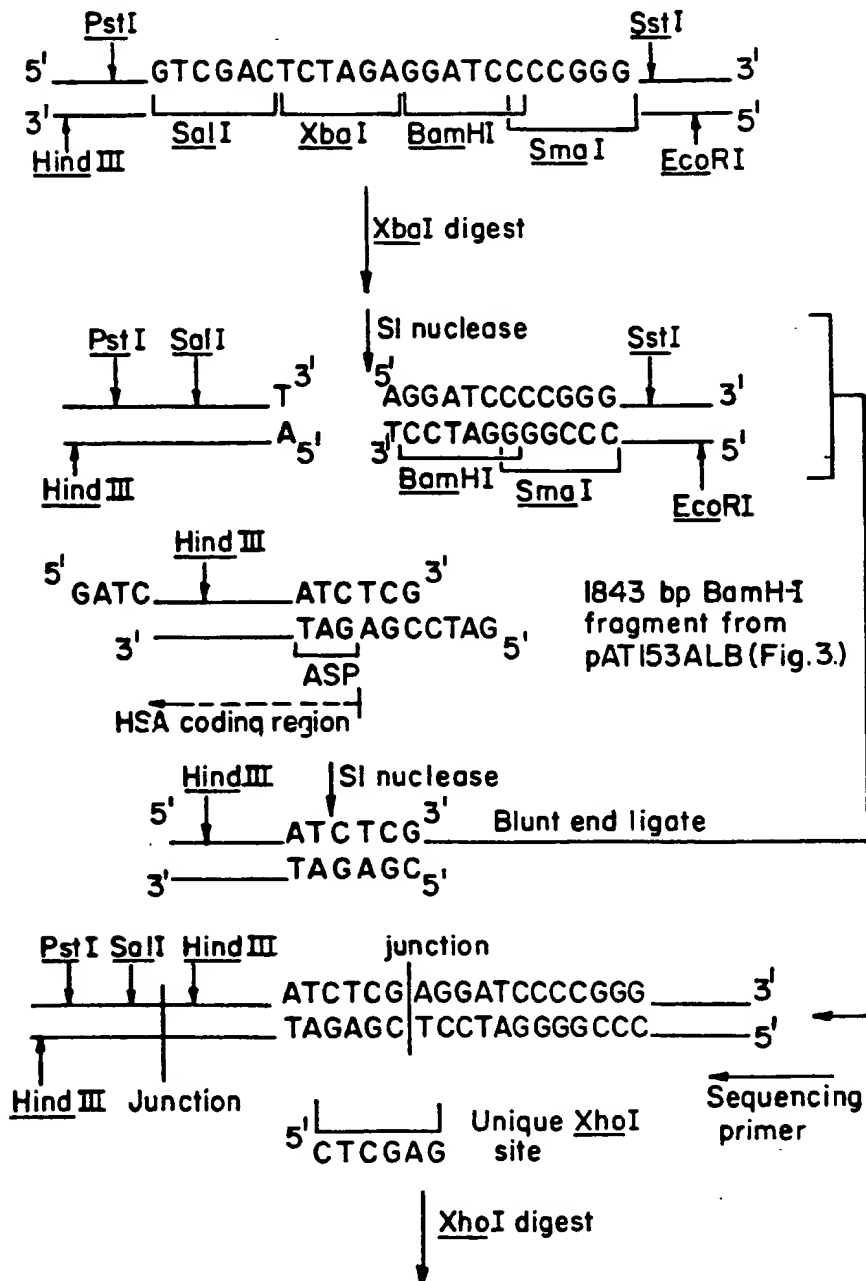 PstI SstI
5' GTCGACTCTAGAGGATCCCCGGG 3'
3' 5'
SalI XbaI BamHI
SmaI
HindIII EcoRI
XbaI digest
SI nuclease
PstI SalI SstI
T 3' 5' AGGATCCCCGGG 3'
A 5' 3' TCCTAGGGGCCC 5'
BamHI SmaI
HindIII EcoRI
HindIII
5' GATC ATCTCG 3'
3' TAGAGCCTAG 5'
ASP
HSA coding region
1843 bp BamH-I
fragment from
pAT153ALB (Fig. 3.)
HindIII SI nuclease
5' ATCTCG 3' Blunt end ligate
3' TAGAGC 5'
PstI SalI HindIII junction
ATCTCG AGGATCCCCGGG 3'
TAGAGC TCCTAGGGGCCC 5'
HindIII Junction
Sequencing
primer
5' CTCGAG
Unique XhoI
site
XhoI digest